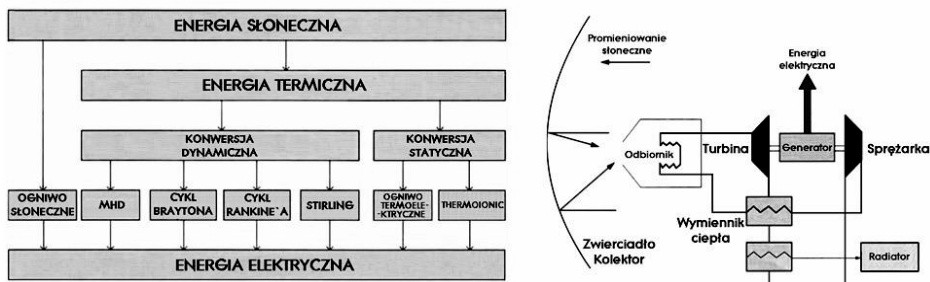 ENERGIA SŁONECZNA
ENERGIA TERMICZNA
KONWERSJA
DYNAMICZNA
KONWERSJA
STATYCZNA
OGNIWO
SŁONECZNE
MHD
CYKL
BRAYTONA
CYKL
RANKINE`A
STIRLING
OGNIWO
TERMOELE-
KTRYCZNE
THERMOIONIC
ENERGIA ELEKTRYCZNA
Promieniowanie
słoneczne
Energia
elektryczna
Odbiornik
Turbina
Generator
Sprężarka
Wymiennik
ciepła
Zwierciadło
Kolektor
Radiator